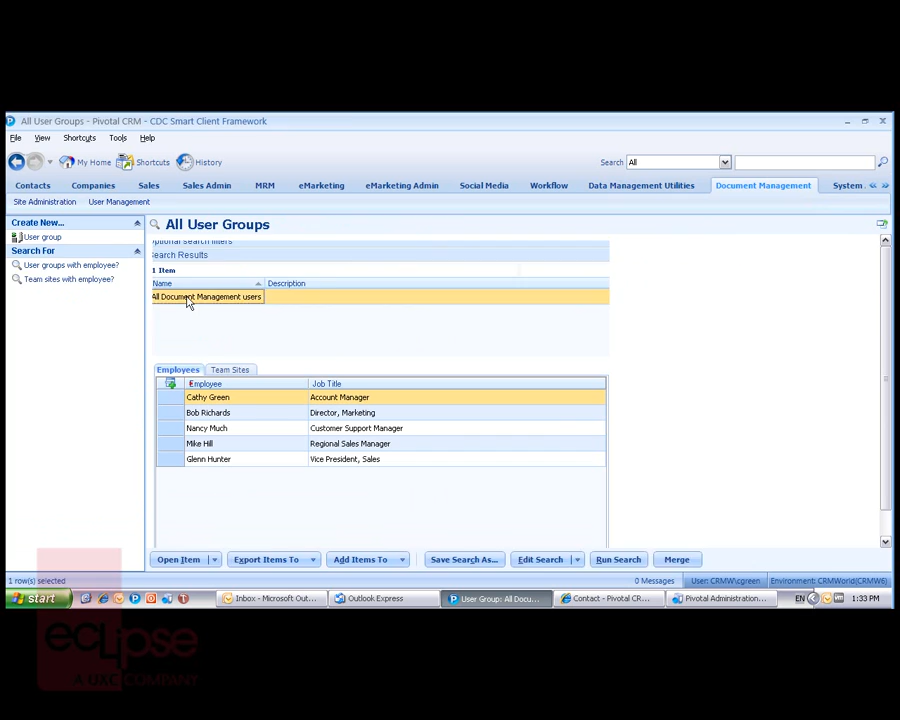 All User Groups - Pivotal CRM - CDC Smart Client Framework
File View Shortcuts Tools Help
My Home Shortcuts History Search All
Contacts Companies Sales Sales Admin MRM eMarketing eMarketing Admin Social Media Workflow Data Management Utilities Document Management System
Site Administration User Management
Create New...
User group
Search For
User groups with employee?
Team sites with employee?
All User Groups
ptional search filters
earch Results
1 Item
Name Description
All Document Management users
Employees Team Sites
Employee Job Title
Cathy Green Account Manager
Bob Richards Director, Marketing
Nancy Much Customer Support Manager
Mike Hill Regional Sales Manager
Glenn Hunter Vice President, Sales
Open Item Export Items To Add Items To Save Search As... Edit Search Run Search Merge
1 row(s) selected 0 Messages User: CRMW\cgreen Environment: CRMWorld(CRMW6)
start Inbox - Microsoft Out... Outlook Express User Group: All Docu... Contact - Pivotal CR... Pivotal Administration... EN 1:33 PM
eclipse
A UXC COMPANY